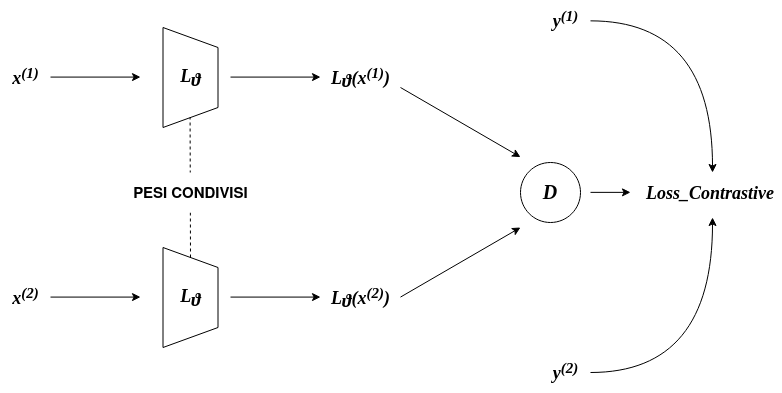 y(1)
x(1)
Lϑ
Lϑ(x(1))
PESI CONDIVISI
D
Loss_Contrastive
x(2)
Lϑ
Lϑ(x(2))
y(2)